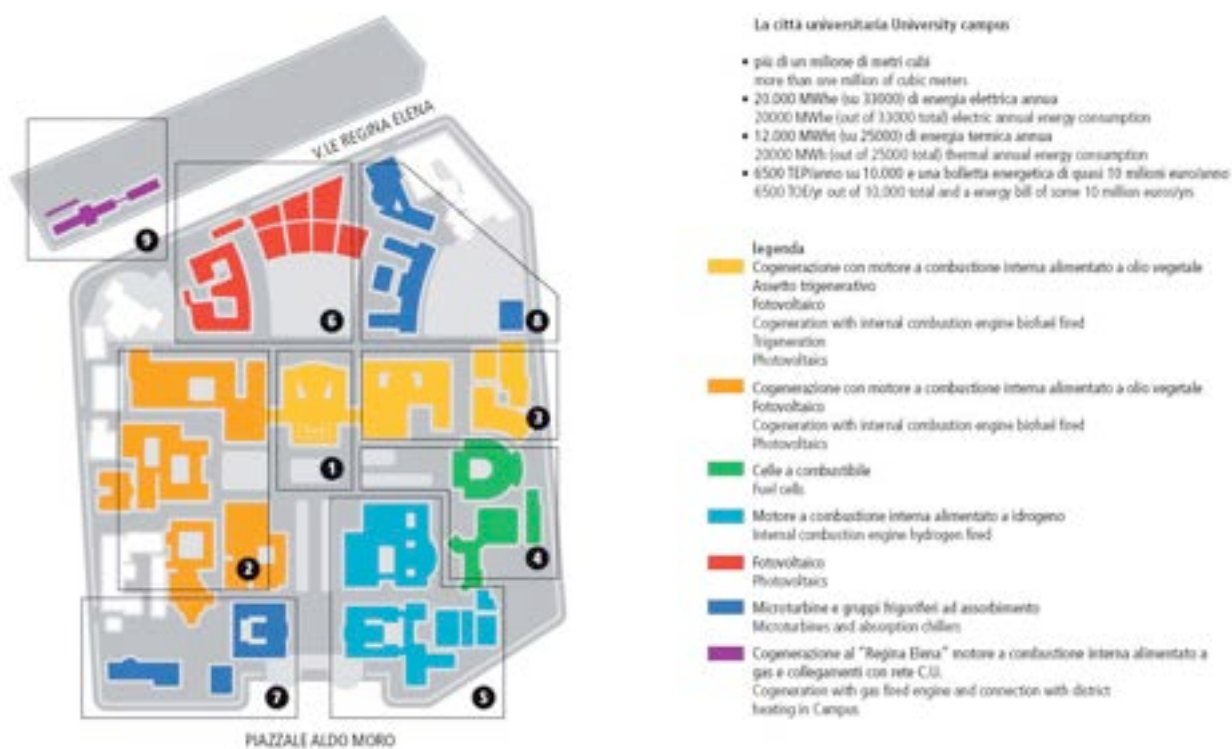 V.LE REGINA ELENA
9
6
8
3
1
2
4
7
5
PIAZZALE ALDO MORO
La città universitaria University campus
▪ più di un milione di metri cubi
more than one million of cubic meters
▪ 20.000 MWhe (su 33000) di energia elettrica annua
20000 MWhe (out of 33000 total) electric annual energy consumption
▪ 12.000 MWht (su 25000) di energia termica annua
20000 MWh (out of 25000 total) thermal annual energy consumption
▪ 6500 TEP/anno su 10.000 e una bolletta energetica di quasi 10 milioni euro/anno
6500 TOE/yr out of 10,000 total and a energy bill of some 10 million euros/yrs
legenda
Cogenerazione con motore a combustione interna alimentato a olio vegetale
Assetto trigenerativo
Fotovoltaico
Cogeneration with internal combustion engine biofuel fired
Trigeneration
Photovoltaics
Cogenerazione con motore a combustione interna alimentato a olio vegetale
Fotovoltaico
Cogeneration with internal combustion engine biofuel fired
Photovoltaics
Celle a combustibile
Fuel cells
Motore a combustione interna alimentato a idrogeno
Internal combustion engine hydrogen fired
Fotovoltaico
Photovoltaics
Microturbine e gruppi frigoriferi ad assorbimento
Microturbines and absorption chillers
Cogenerazione al "Regina Elena" motore a combustione interna alimentato a
gas e collegamenti con rete C.U.
Cogeneration with gas fired engine and connection with district
heating in Campus